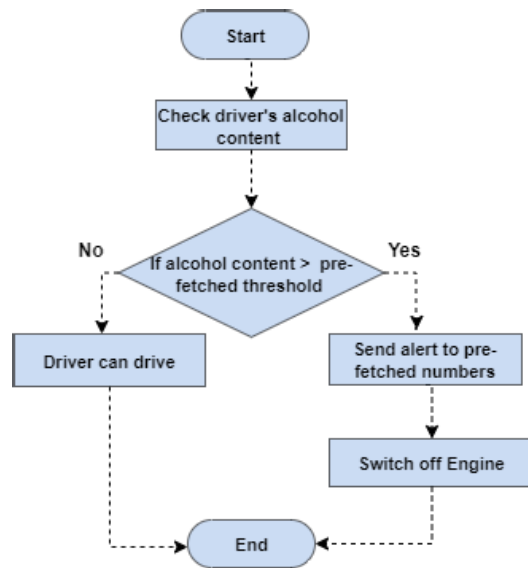 Start
Check driver's alcohol
content
No
Yes
If alcohol content > pre-
fetched threshold
Driver can drive
Send alert to pre-
fetched numbers
Switch off Engine
End